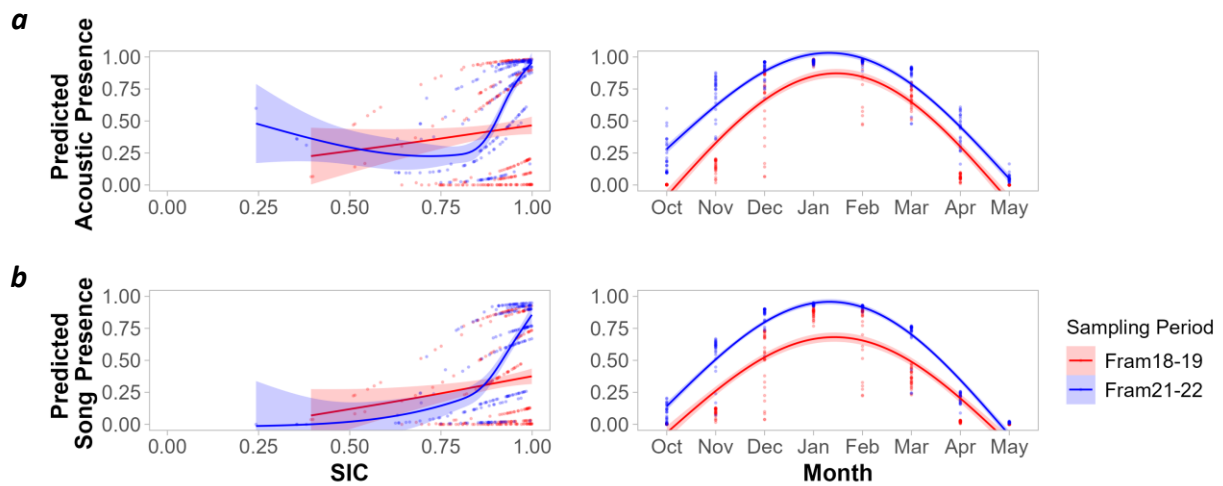 a
Predicted
Acoustic Presence
1.00
0.75
0.50
0.25
0.00
0.00 0.25 0.50 0.75 1.00
1.00
0.75
0.50
0.25
0.00
Oct Nov Dec Jan Feb Mar Apr May
b
Predicted
Song Presence
1.00
0.75
0.50
0.25
0.00
0.00 0.25 0.50 0.75 1.00
SIC
1.00
0.75
0.50
0.25
0.00
Oct Nov Dec Jan Feb Mar Apr May
Month
Sampling Period
Fram18-19
Fram21-22